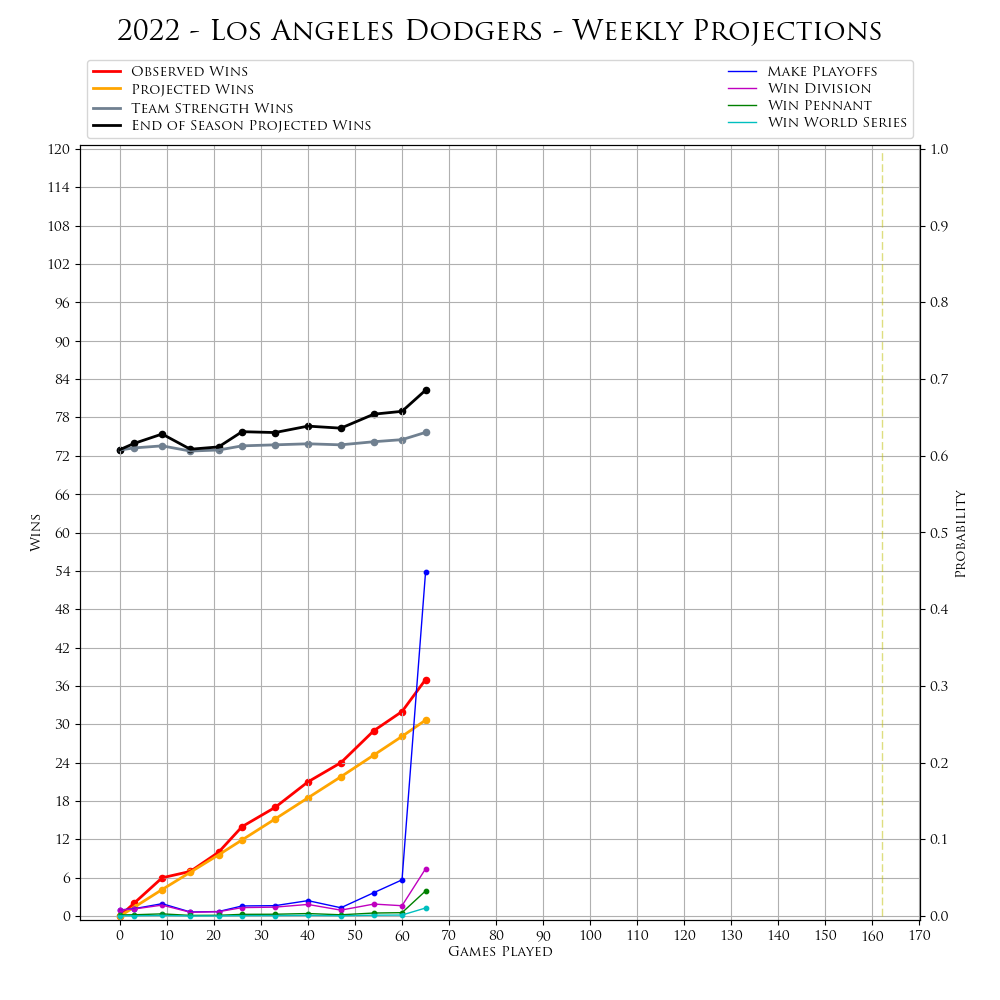 2022 - Los Angeles Dodgers - Weekly Projections
Observed Wins
Projected Wins
Team Strength Wins
End of Season Projected Wins
Make Playoffs
Win Division
Win Pennant
Win World Series
120
114
108
102
96
90
84
78
72
66
60
54
48
42
36
30
24
18
12
6
0
Wins
1.0
0.9
0.8
0.7
0.6
0.5
0.4
0.3
0.2
0.1
0.0
Probability
0 10 20 30 40 50 60 70 80 90 100 110 120 130 140 150 160 170
Games Played